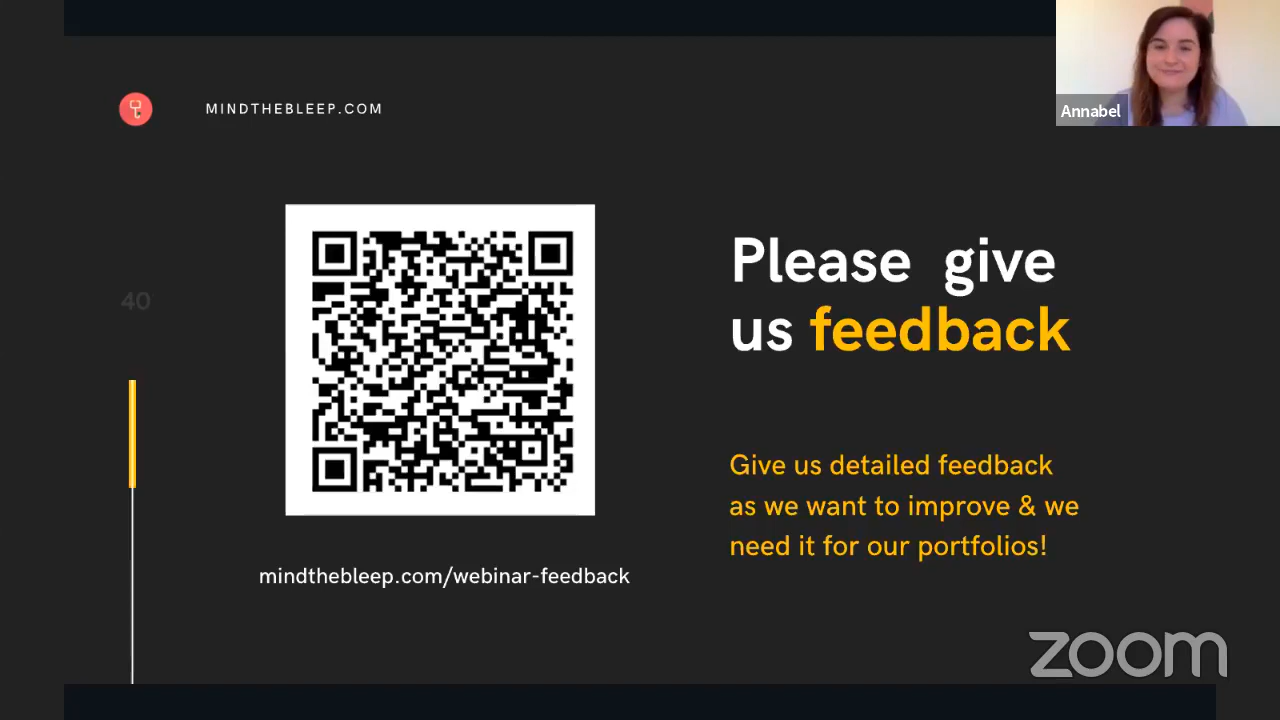 MINDTHEBLEEP.COM
Annabel
40
Please give
us feedback
Give us detailed feedback
as we want to improve & we
need it for our portfolios!
mindthebleep.com/webinar-feedback
zoom